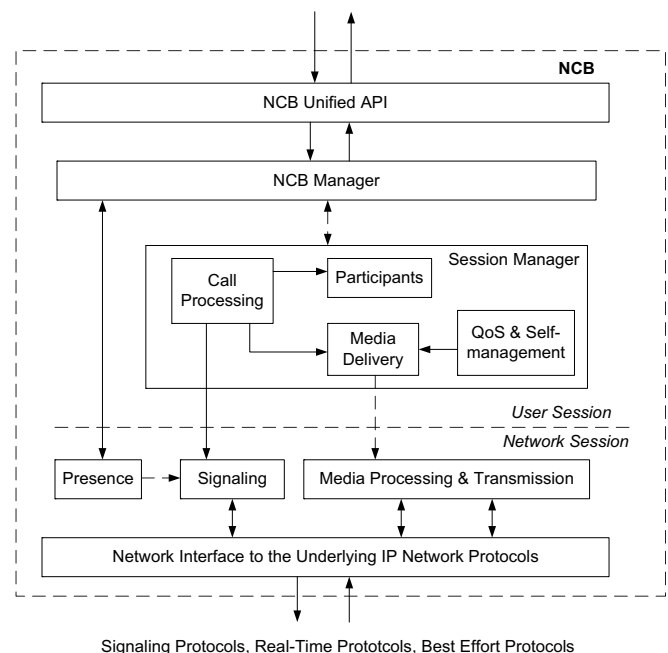 NCB
NCB Unified API
NCB Manager
Session Manager
Call
Processing
Participants
Media
Delivery
QoS & Self-
management
User Session
Network Session
Presence
Signaling
Media Processing & Transmission
Network Interface to the Underlying IP Network Protocols
Signaling Protocols, Real-Time Prototcols, Best Effort Protocols